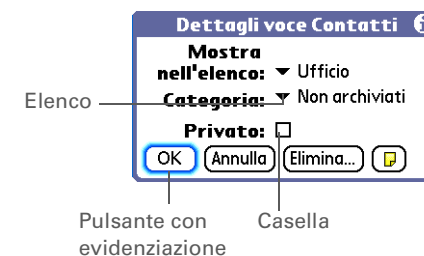 Dettagli voce Contatti
Mostra
nell'elenco: Ufficio
Elenco
Categoria: Non archiviati
Privato:
OK Annulla Elimina...
Pulsante con
evidenziazione
Casella